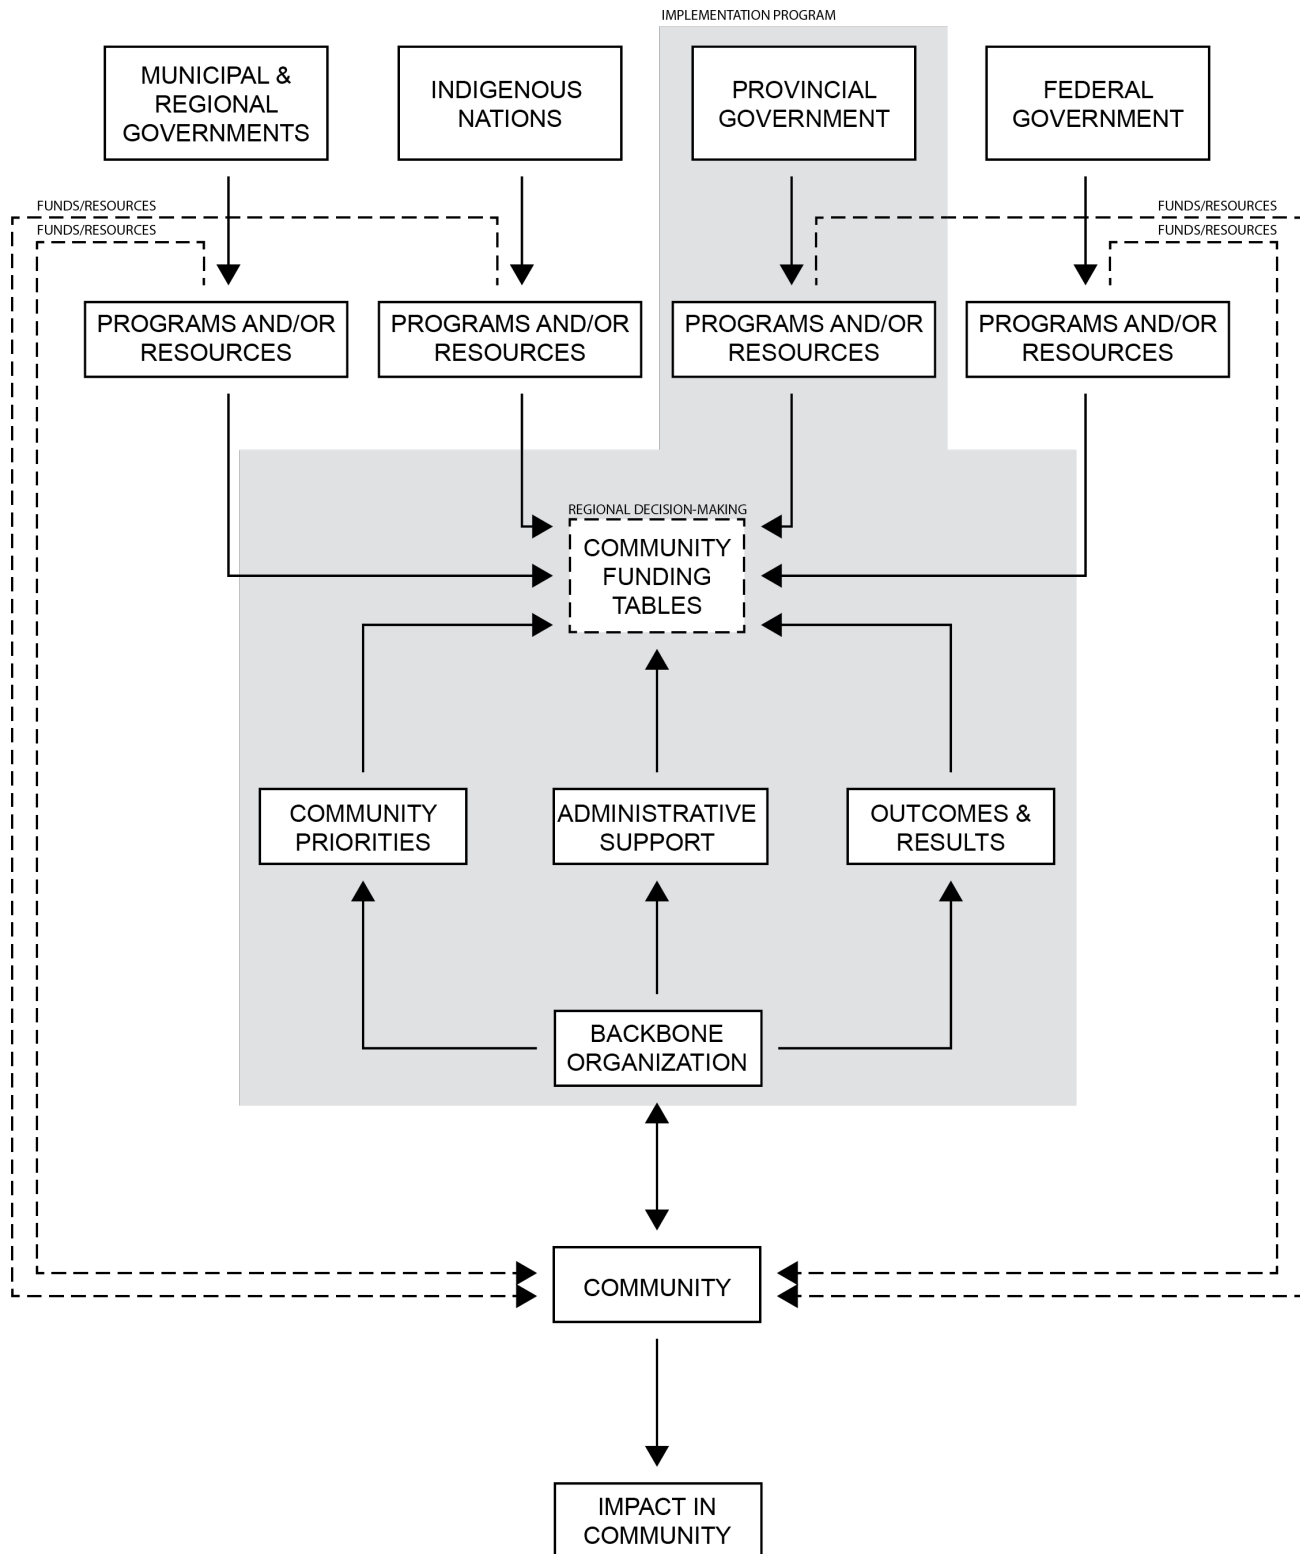 IMPLEMENTATION PROGRAM
MUNICIPAL &
REGIONAL
GOVERNMENTS
INDIGENOUS
NATIONS
PROVINCIAL
GOVERNMENT
FEDERAL
GOVERNMENT
FUNDS/RESOURCES
FUNDS/RESOURCES
FUNDS/RESOURCES
FUNDS/RESOURCES
PROGRAMS AND/OR
RESOURCES
PROGRAMS AND/OR
RESOURCES
PROGRAMS AND/OR
RESOURCES
PROGRAMS AND/OR
RESOURCES
REGIONAL DECISION-MAKING
COMMUNITY
FUNDING
TABLES
COMMUNITY
PRIORITIES
ADMINISTRATIVE
SUPPORT
OUTCOMES &
RESULTS
BACKBONE
ORGANIZATION
COMMUNITY
IMPACT IN
COMMUNITY